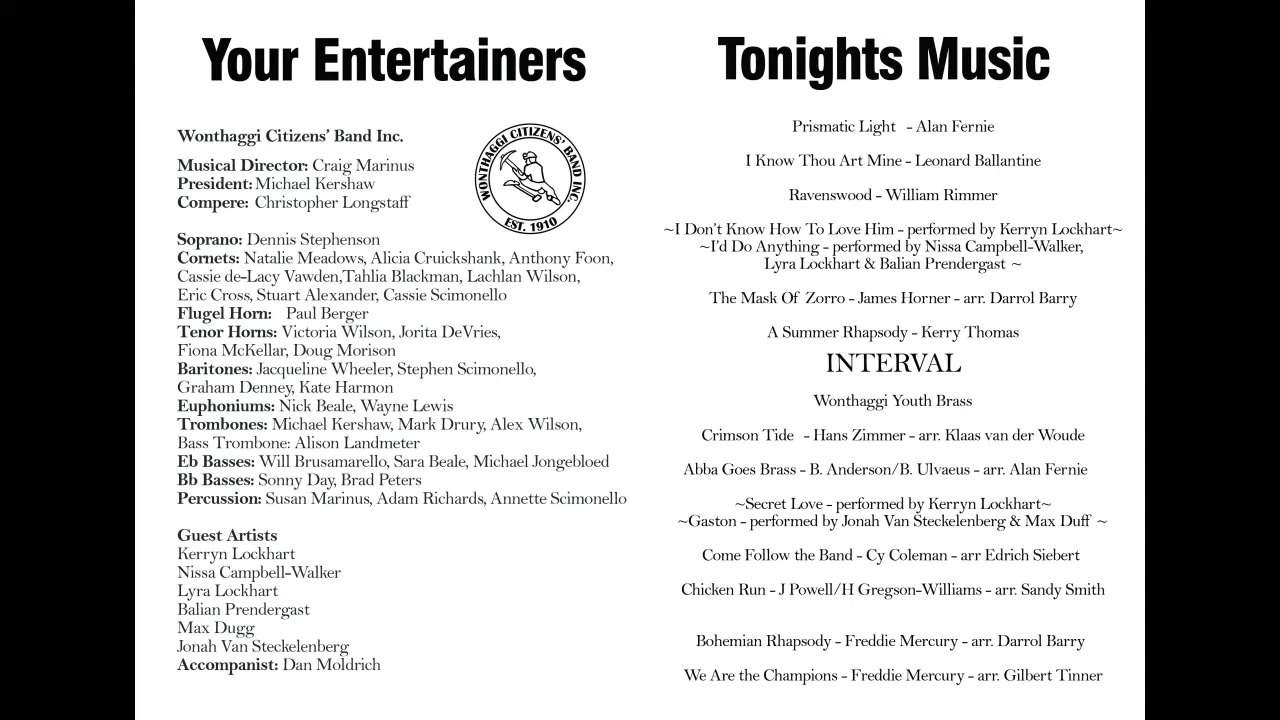 Your Entertainers
Wonthaggi Citizens' Band Inc.
Musical Director: Craig Marinus
President: Michael Kershaw
Compere: Christopher Longstaff
WONTHAGGI CITIZENS' BAND INC.
EST. 1910
Soprano: Dennis Stephenson
Cornets: Natalie Meadows, Alicia Cruickshank, Anthony Foon,
Cassie de-Lacy Vawden,Tahlia Blackman, Lachlan Wilson,
Eric Cross, Stuart Alexander, Cassie Scimonello
Flugel Horn: Paul Berger
Tenor Horns: Victoria Wilson, Jorita DeVries,
Fiona McKellar, Doug Morison
Baritones: Jacqueline Wheeler, Stephen Scimonello,
Graham Denney, Kate Harmon
Euphoniums: Nick Beale, Wayne Lewis
Trombones: Michael Kershaw, Mark Drury, Alex Wilson,
Bass Trombone: Alison Landmeter
Eb Basses: Will Brusamarello, Sara Beale, Michael Jongebloed
Bb Basses: Sonny Day, Brad Peters
Percussion: Susan Marinus, Adam Richards, Annette Scimonello
Guest Artists
Kerryn Lockhart
Nissa Campbell-Walker
Lyra Lockhart
Balian Prendergast
Max Dugg
Jonah Van Steckelenberg
Accompanist: Dan Moldrich
Tonights Music
Prismatic Light - Alan Fernie
I Know Thou Art Mine - Leonard Ballantine
Ravenswood - William Rimmer
~I Don't Know How To Love Him - performed by Kerryn Lockhart~
~I'd Do Anything - performed by Nissa Campbell-Walker,
Lyra Lockhart & Balian Prendergast ~
The Mask Of Zorro - James Horner - arr. Darrol Barry
A Summer Rhapsody - Kerry Thomas
INTERVAL
Wonthaggi Youth Brass
Crimson Tide - Hans Zimmer - arr. Klaas van der Woude
Abba Goes Brass - B. Anderson/B. Ulvaeus - arr. Alan Fernie
~Secret Love - performed by Kerryn Lockhart~
~Gaston - performed by Jonah Van Steckelenberg & Max Duff ~
Come Follow the Band - Cy Coleman - arr Edrich Siebert
Chicken Run - J Powell/H Gregson-Williams - arr. Sandy Smith
Bohemian Rhapsody - Freddie Mercury - arr. Darrol Barry
We Are the Champions - Freddie Mercury - arr. Gilbert Tinner